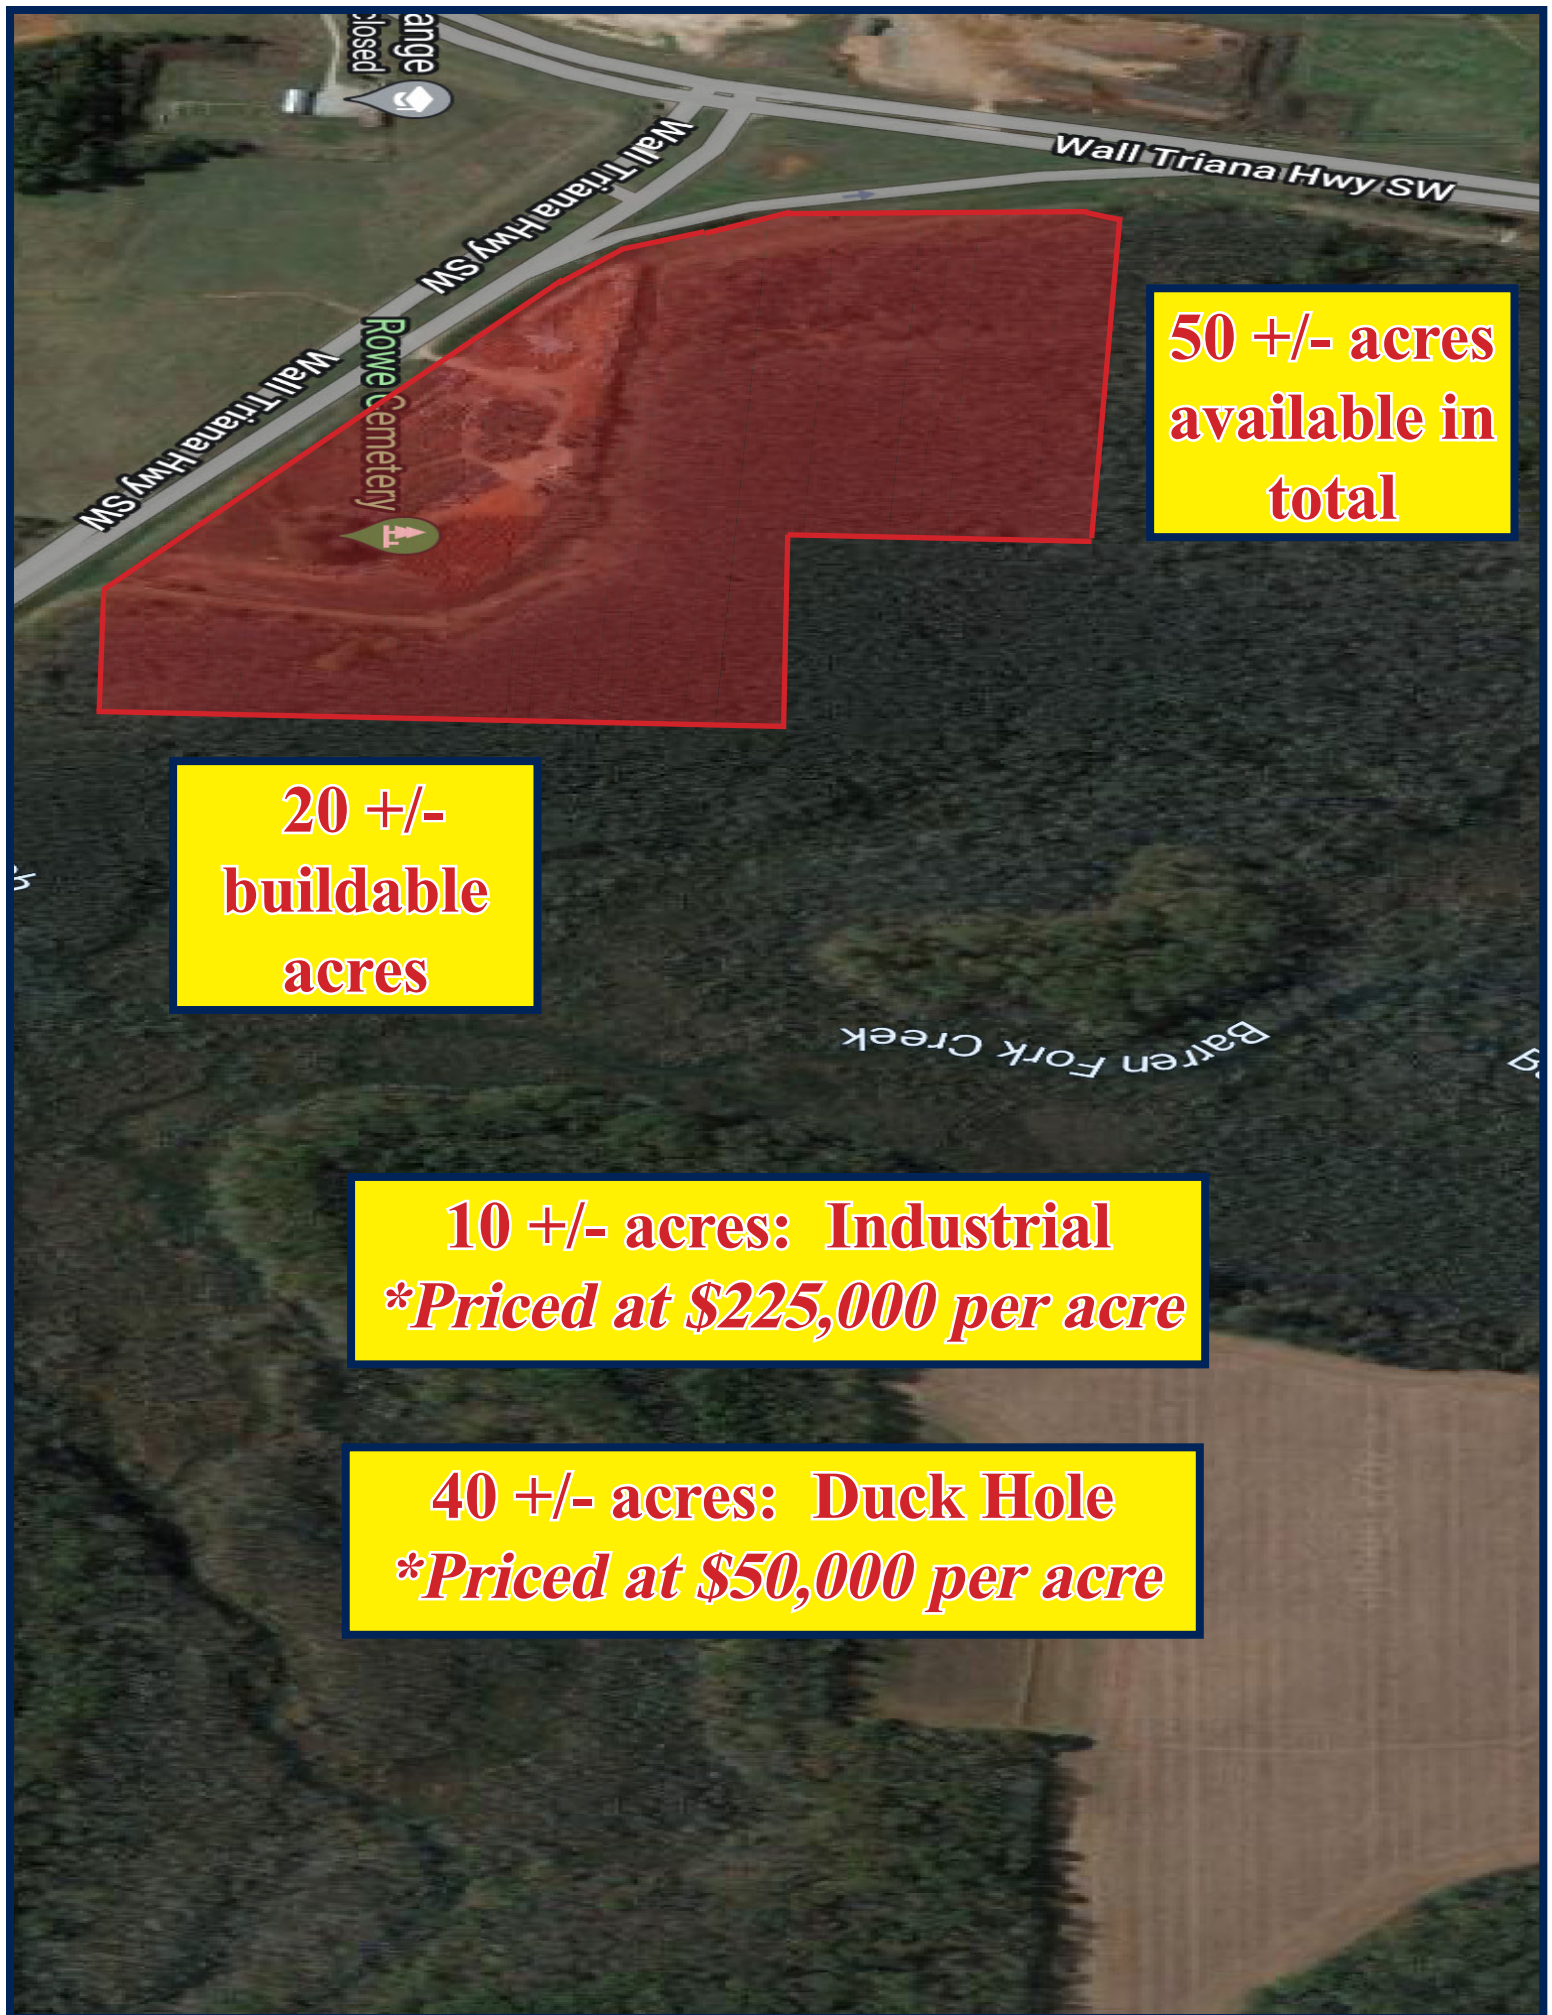 ange
closed
Wall Triana Hwy SW
Wall Triana Hwy SW
Wall Triana Hwy SW
Rowe Cemetery
50 +/- acres
available in
total
20 +/-
buildable
acres
Barren Fork Creek
10 +/- acres: Industrial
*Priced at $225,000 per acre
40 +/- acres: Duck Hole
*Priced at $50,000 per acre